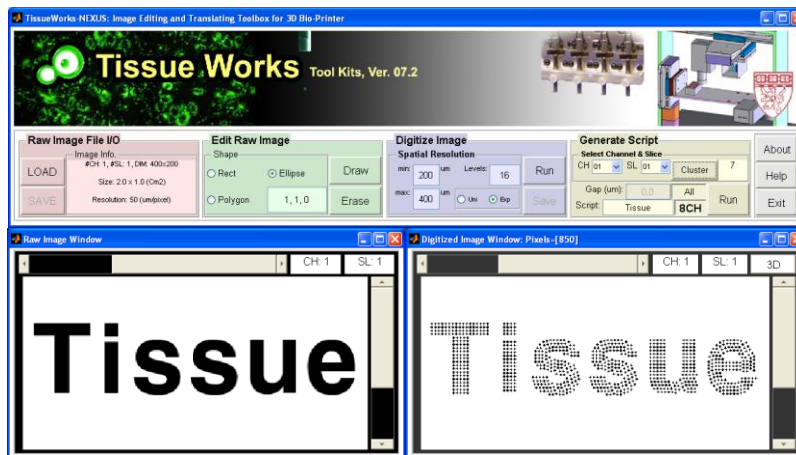 TissueWorks-NEXUS: Image Editing and Translating Toolbox for 3D Bio-Printer
Tissue Works Tool Kits, Ver. 07.2
Raw Image File I/O
Image Info.
LOAD
#CH: 1, #SL: 1, DIM: 400x200
Size: 2.0 x 1.0 (Cm2)
SAVE
Resolution: 50 (um/pixel)
Edit Raw Image
Shape
Rect
Ellipse
Draw
Polygon
1, 1, 0
Erase
Digitize Image
Spatial Resolution
min: 200 um Levels: 16 Run
max: 400 um Uni Exp Save
Generate Script
Select Channel & Slice
CH 01 SL 01 Cluster 7
Gap (um): 0.0 All
Script: Tissue 8CH Run
About
Help
Exit
Raw Image Window
CH: 1 SL: 1
Tissue
Digitized Image Window: Pixels-[850]
CH: 1 SL: 1 3D
Tissue